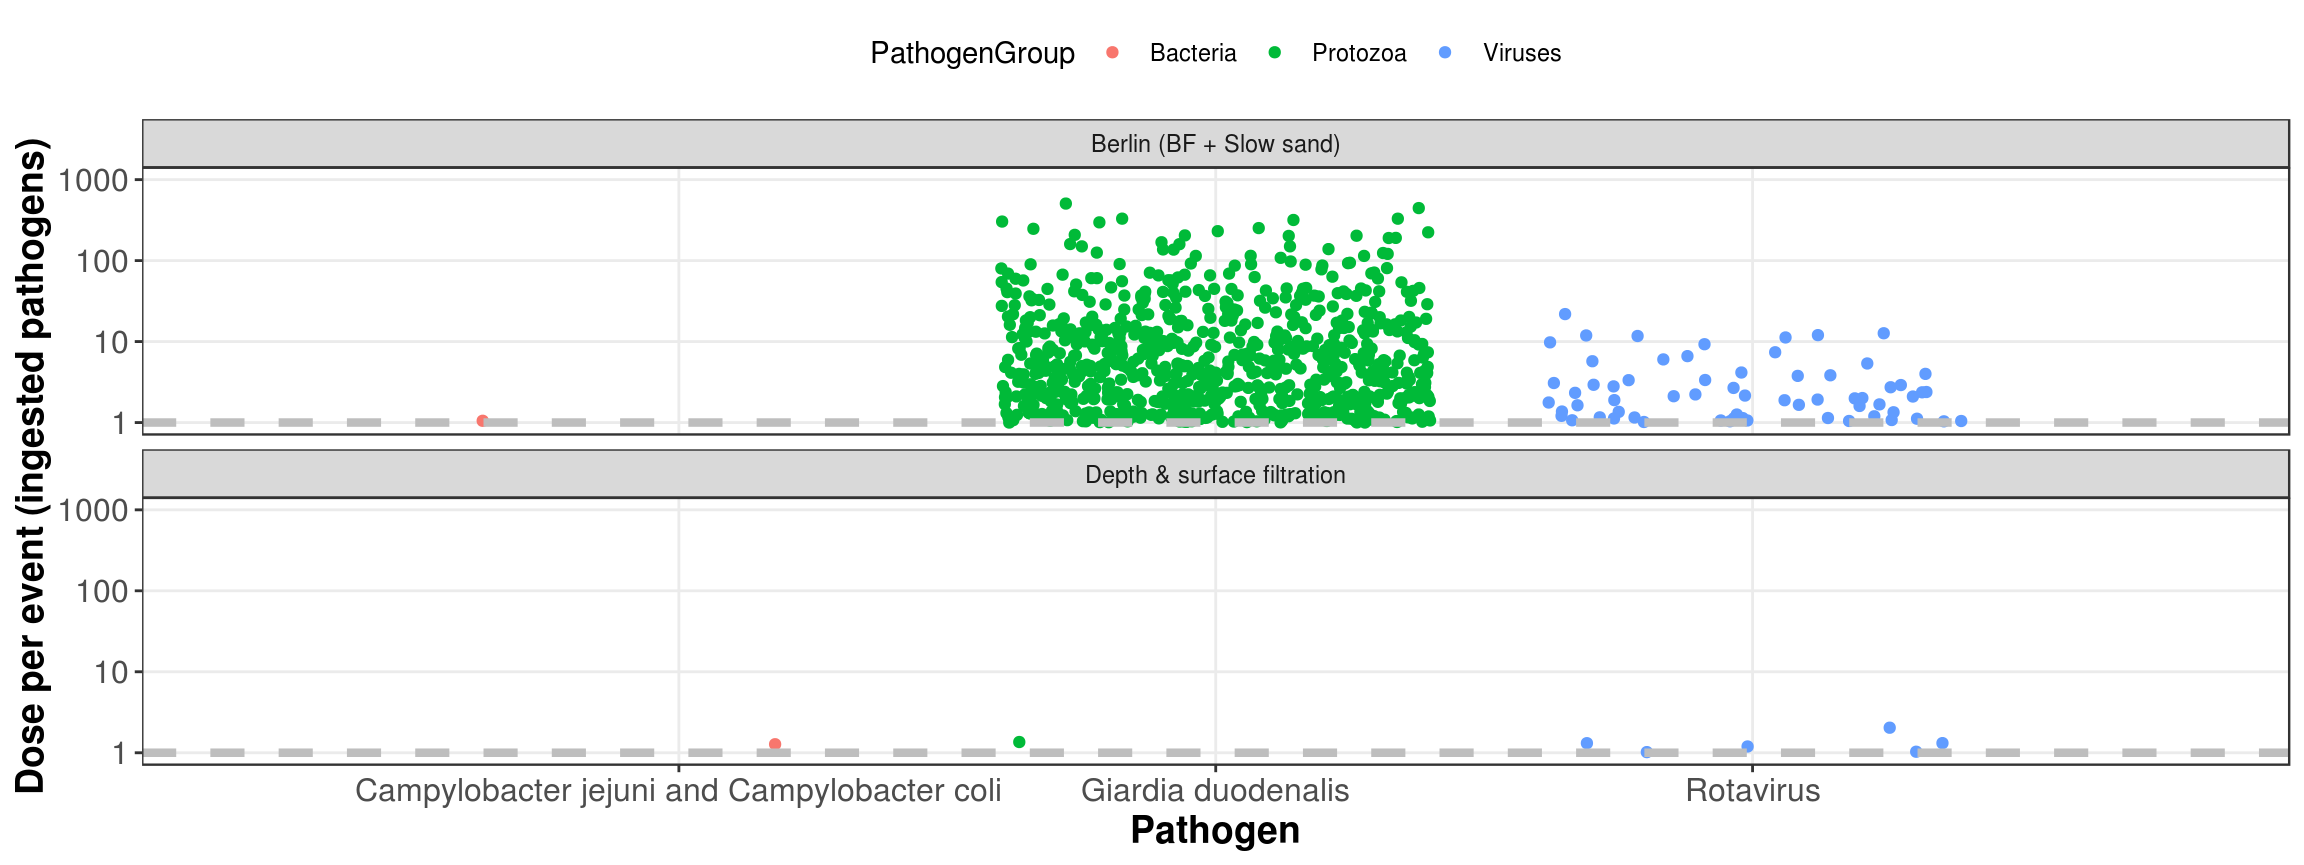 PathogenGroup Bacteria Protozoa Viruses
Dose per event (ingested pathogens)
Berlin (BF + Slow sand)
1000
100
10
1
Depth & surface filtration
1000
100
10
1
Campylobacter jejuni and Campylobacter coli Giardia duodenalis Rotavirus
Pathogen